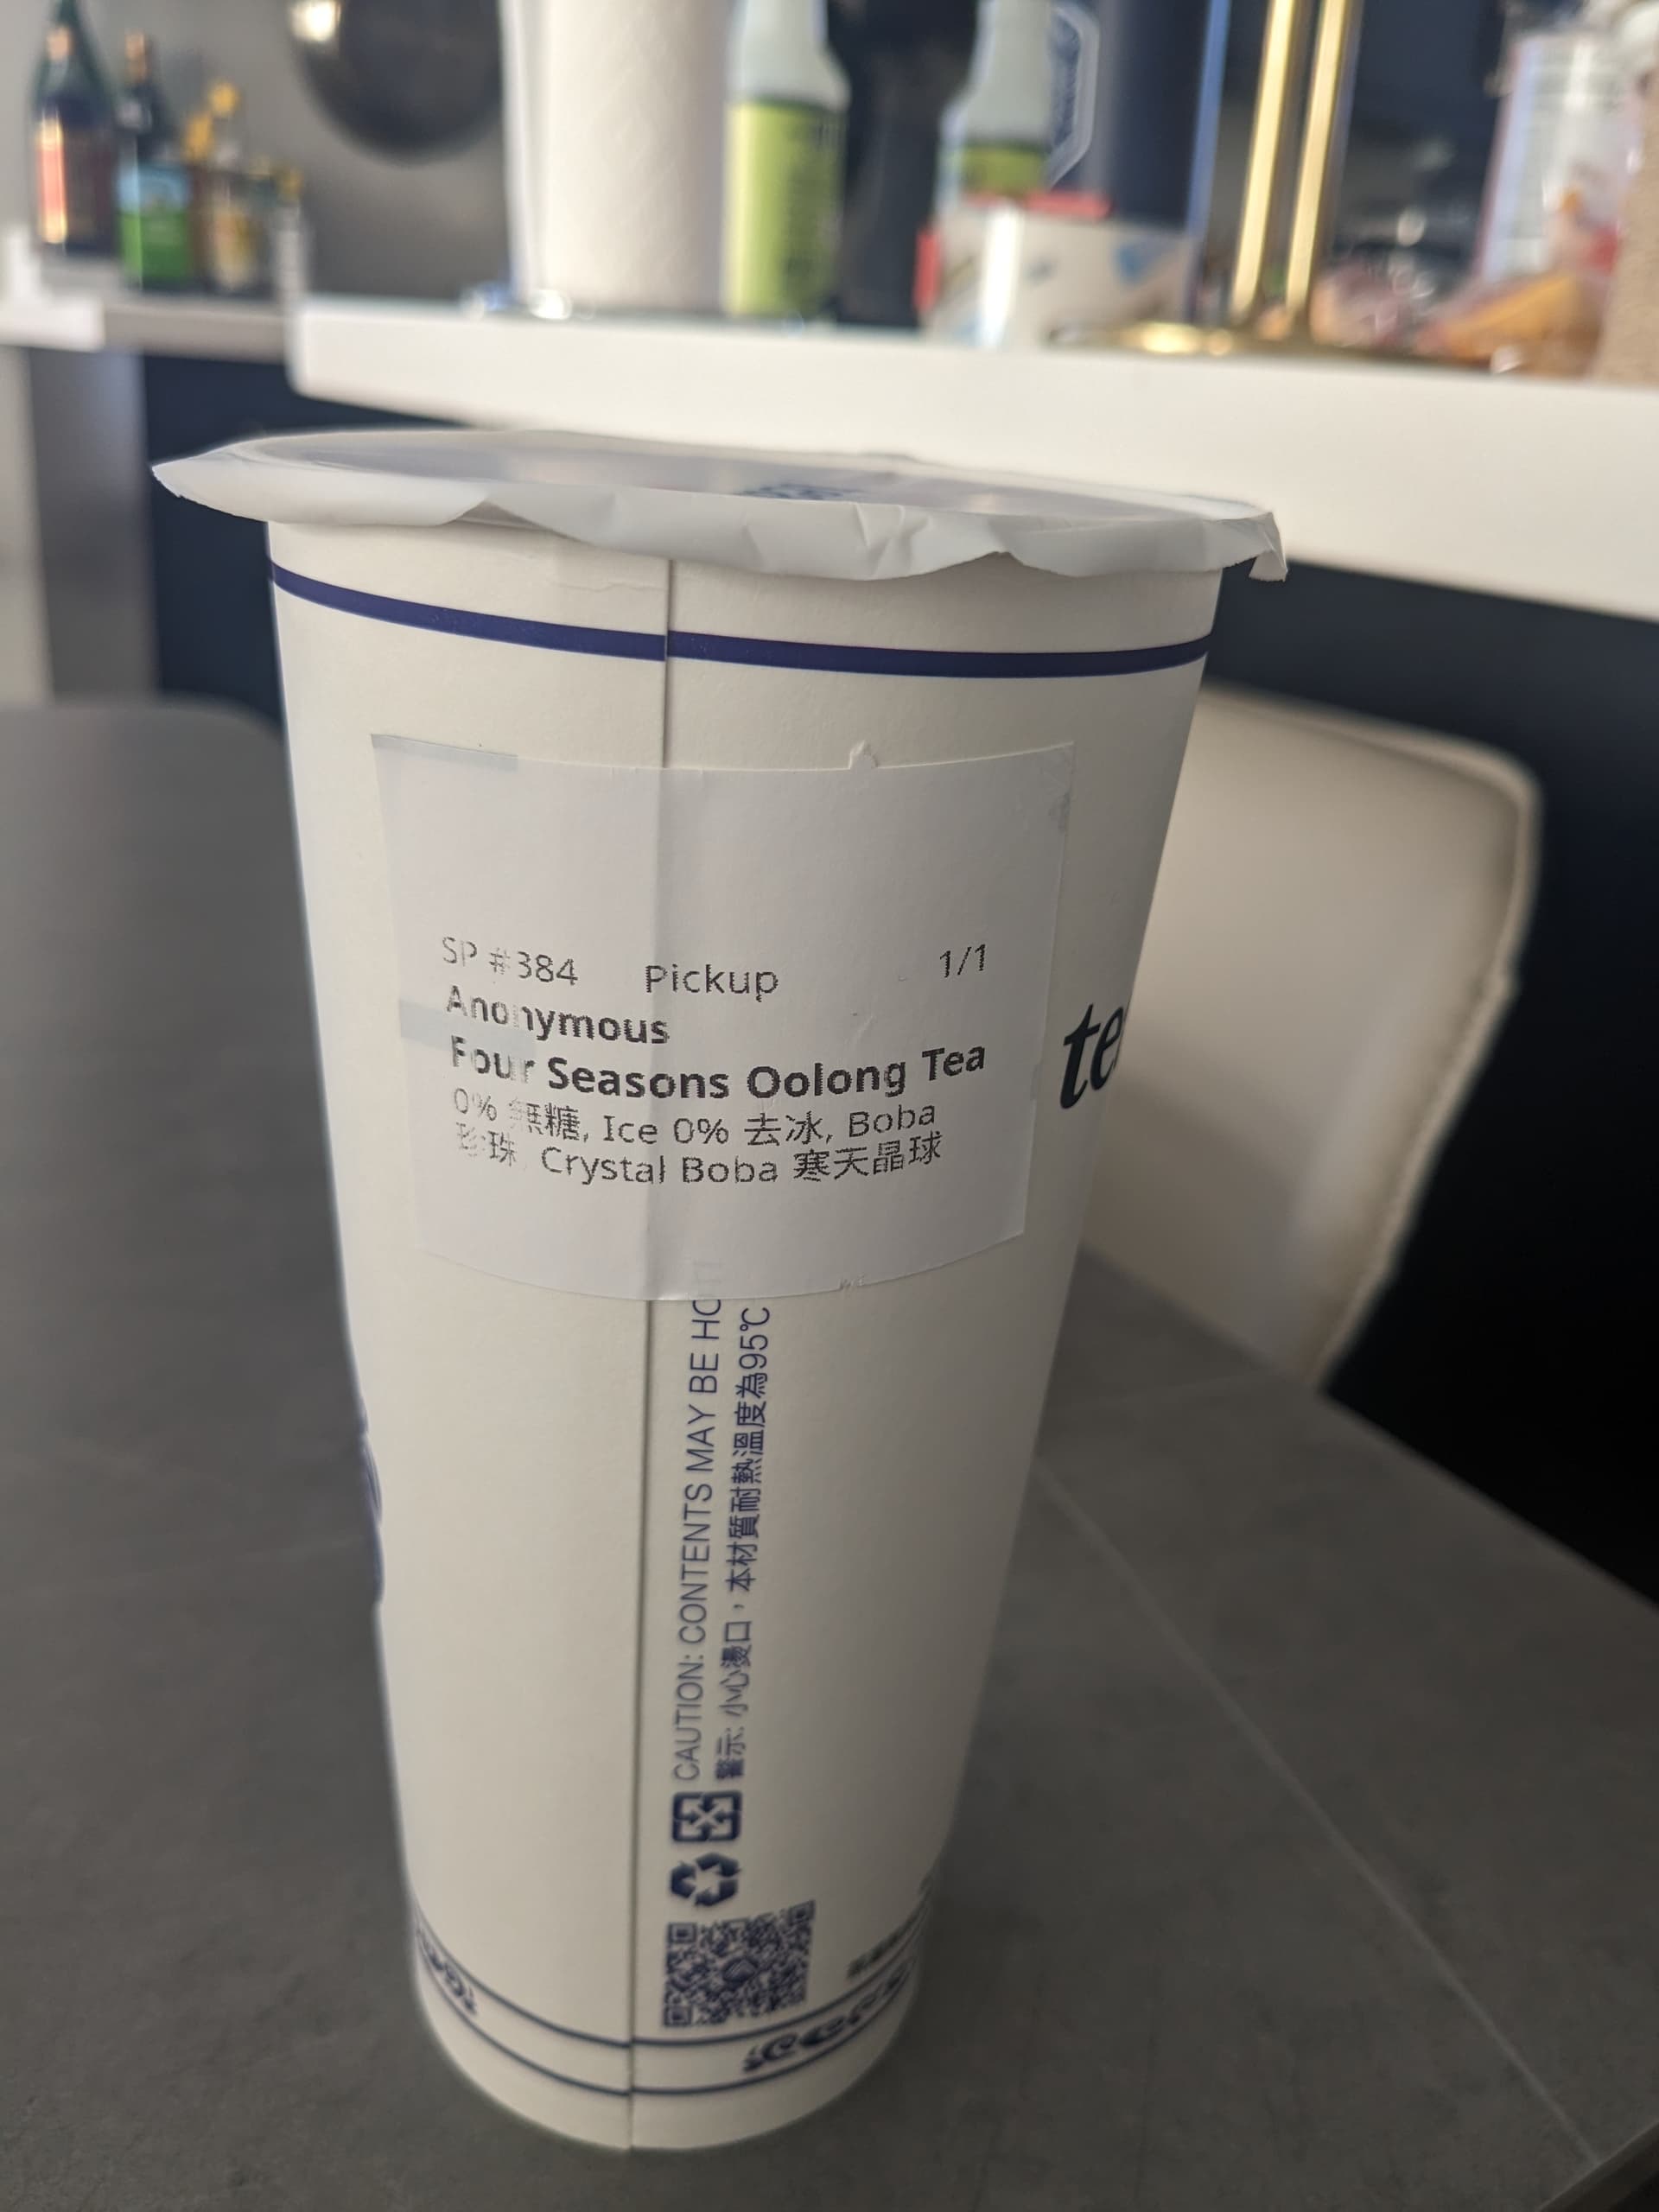 SP #384 Pickup 1/1
Anonymous
Four Seasons Oolong Tea
0% 無糖, Ice 0% 去冰, Boba
珍珠, Crystal Boba 寒天晶球
CAUTION: CONTENTS MAY BE HOT!
警示: 小心燙口，本材質耐熱溫度為95℃